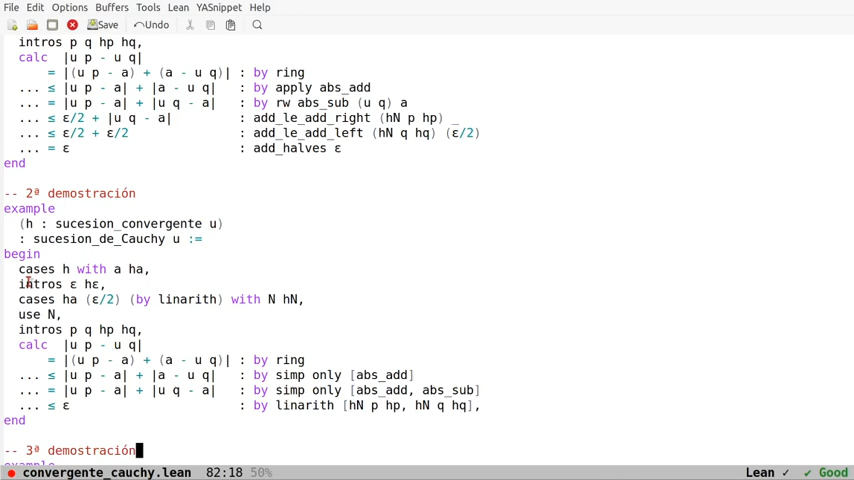 File Edit Options Buffers Tools Lean YASnippet Help
Save Undo
intros p q hp hq,
calc |u p - u q|
= |(u p - a) + (a - u q)| : by ring
... ≤ |u p - a| + |a - u q| : by apply abs_add
... = |u p - a| + |u q - a| : by rw abs_sub (u q) a
... ≤ ε/2 + |u q - a| : add_le_add_right (hN p hp) _
... ≤ ε/2 + ε/2 : add_le_add_left (hN q hq) (ε/2)
... = ε : add_halves ε
end
-- 2ª demostración
example
(h : sucesion_convergente u)
: sucesion_de_Cauchy u :=
begin
cases h with a ha,
intros ε hε,
cases ha (ε/2) (by linarith) with N hN,
use N,
intros p q hp hq,
calc |u p - u q|
= |(u p - a) + (a - u q)| : by ring
... ≤ |u p - a| + |a - u q| : by simp only [abs_add]
... = |u p - a| + |u q - a| : by simp only [abs_add, abs_sub]
... ≤ ε : by linarith [hN p hp, hN q hq],
end
-- 3ª demostración
example
convergente_cauchy.lean 82:18 50% Lean ✓ ✓ Good